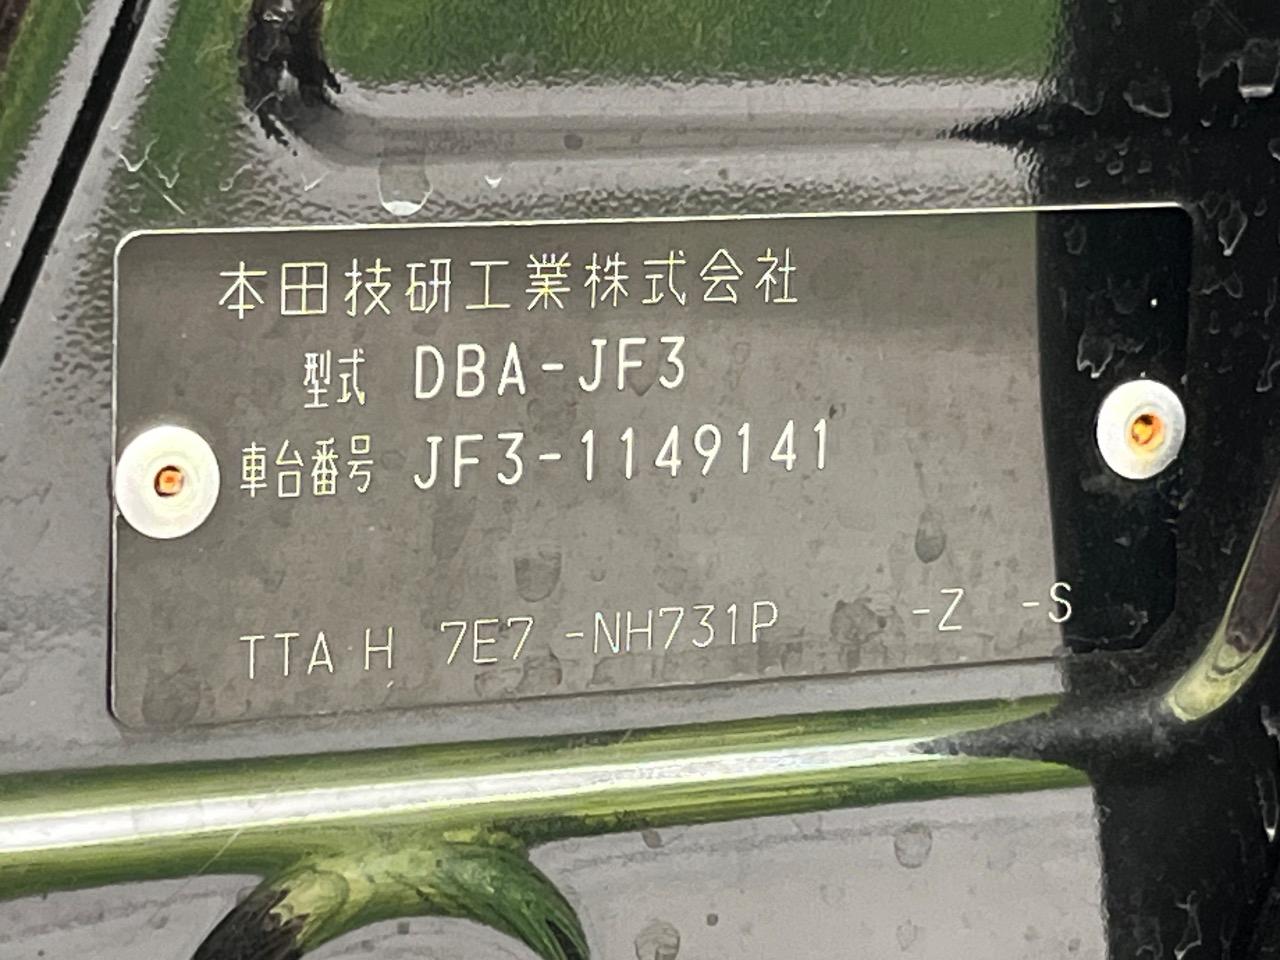 本田技研工業株式会社
型式 DBA-JF3
車台番号 JF3-1149141
TTA H 7E7 -NH731P -Z -S